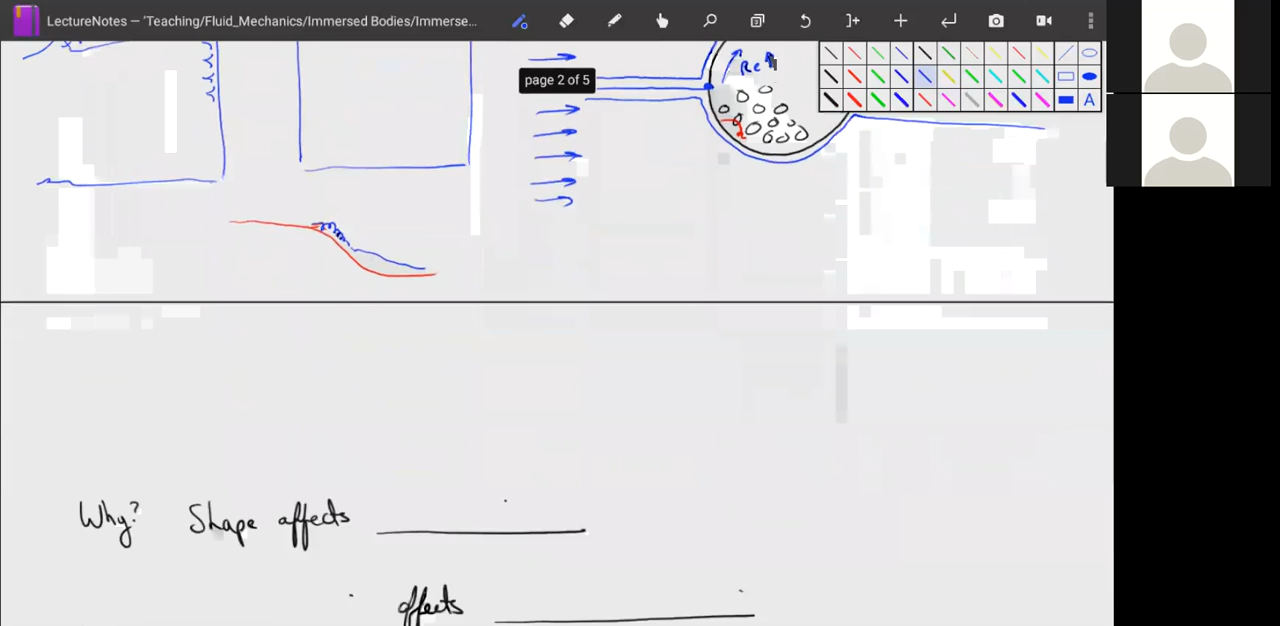 LectureNotes — 'Teaching/Fluid_Mechanics/Immersed Bodies/Immerse...
page 2 of 5
Re
A
Why? Shape affects
affects